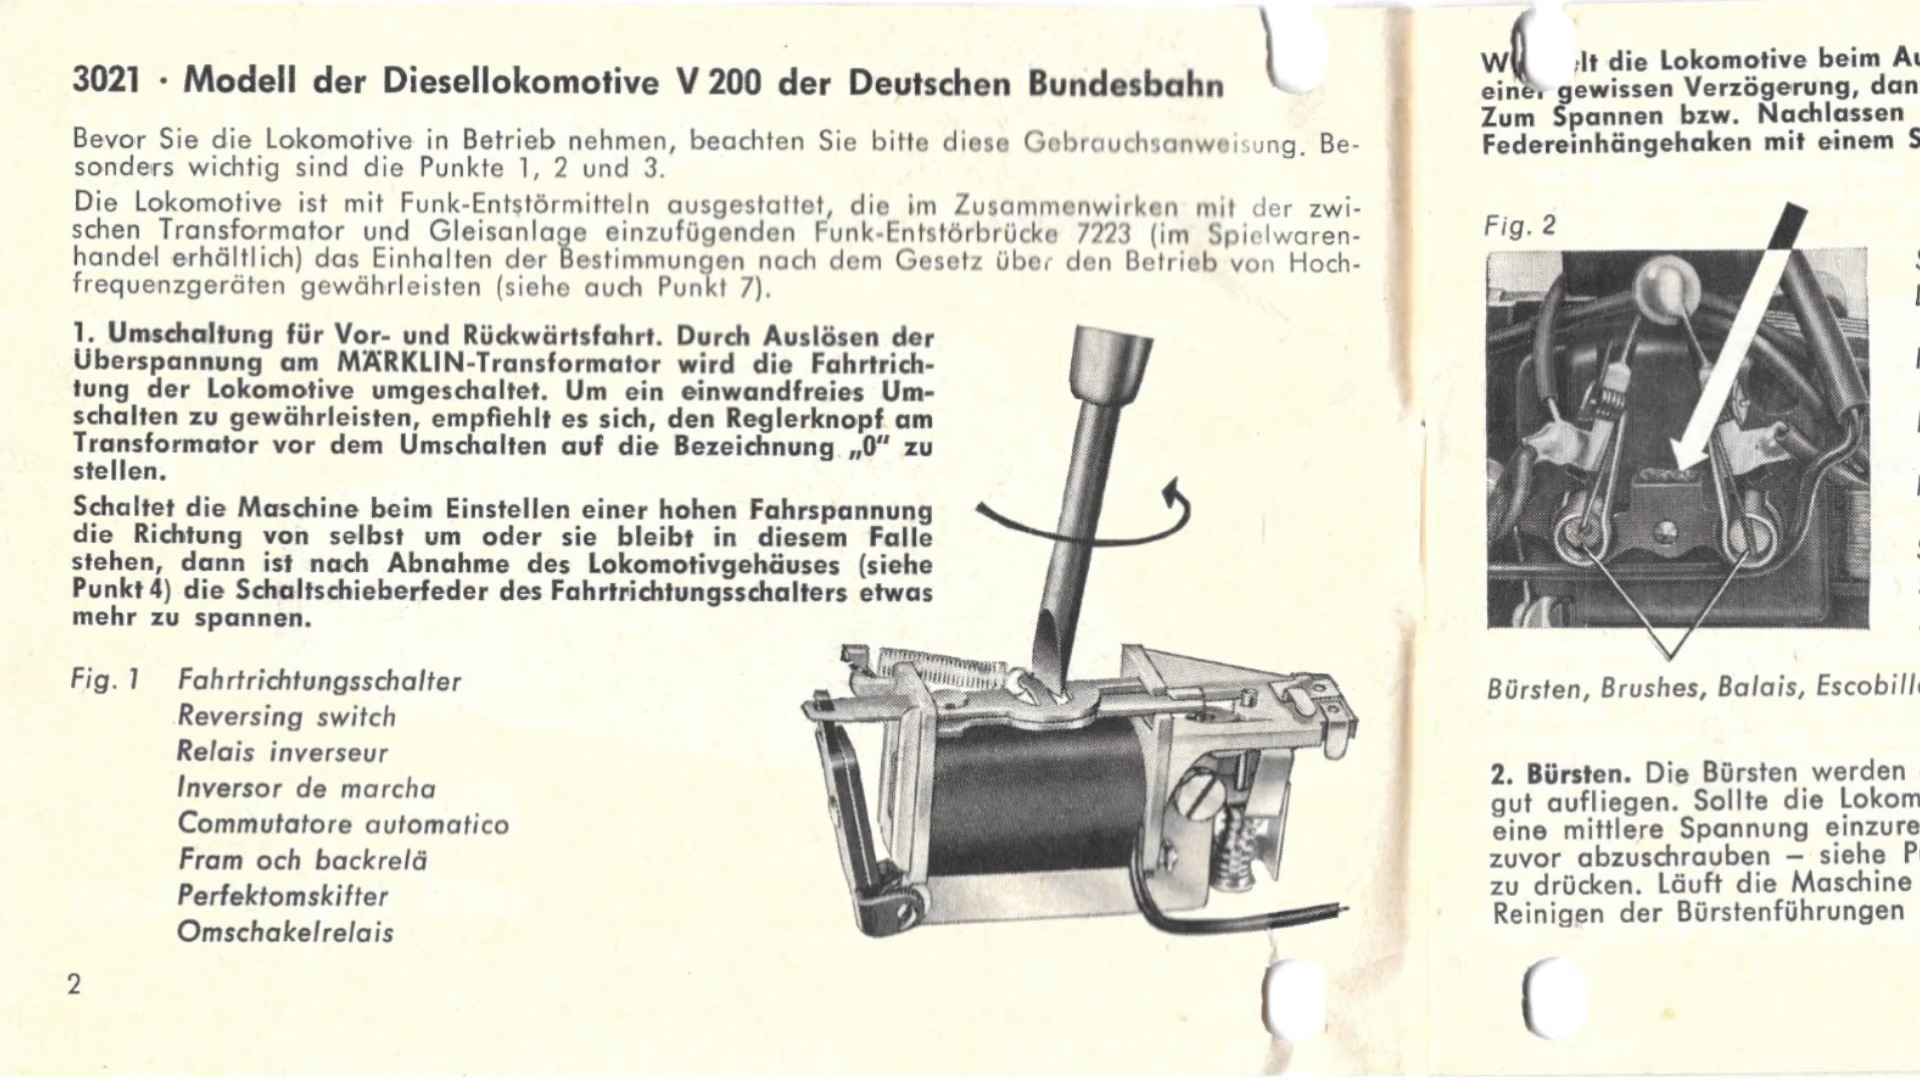 3021 · Modell der Diesellokomotive V 200 der Deutschen Bundesbahn
Bevor Sie die Lokomotive in Betrieb nehmen, beachten Sie bitte diese Gebrauchsanweisung. Be-
sonders wichtig sind die Punkte 1, 2 und 3.
Die Lokomotive ist mit Funk-Entstörmitteln ausgestattet, die im Zusammenwirken mit der zwi-
schen Transformator und Gleisanlage einzufügenden Funk-Entstörbrücke 7223 (im Spielwaren-
handel erhältlich) das Einhalten der Bestimmungen nach dem Gesetz über den Betrieb von Hoch-
frequenzgeräten gewährleisten (siehe auch Punkt 7).
1. Umschaltung für Vor- und Rückwärtsfahrt. Durch Auslösen der
Überspannung am MÄRKLIN-Transformator wird die Fahrtrich-
tung der Lokomotive umgeschaltet. Um ein einwandfreies Um-
schalten zu gewährleisten, empfiehlt es sich, den Reglerknopf am
Transformator vor dem Umschalten auf die Bezeichnung „0“ zu
stellen.
Schaltet die Maschine beim Einstellen einer hohen Fahrspannung
die Richtung von selbst um oder sie bleibt in diesem Falle
stehen, dann ist nach Abnahme des Lokomotivgehäuses (siehe
Punkt 4) die Schaltschieberfeder des Fahrtrichtungsschalters etwas
mehr zu spannen.
Fig. 1 Fahrtrichtungsschalter
Reversing switch
Relais inverseur
Inversor de marcha
Commutatore automatico
Fram och backrelä
Perfektomskifter
Omschakelrelais
2
die Lokomotive beim
einer gewissen Verzögerung,
Zum Spannen bzw. Nachlassen
Federeinhängehaken mit einem
Fig. 2
Bürsten, Brushes, Balais,
2. Bürsten. Die Bürsten werden
gut aufliegen. Sollte die
eine mittlere Spannung
zuvor abzuschrauben – siehe
zu drücken. Läuft die Maschine
Reinigen der Bürstenführungen